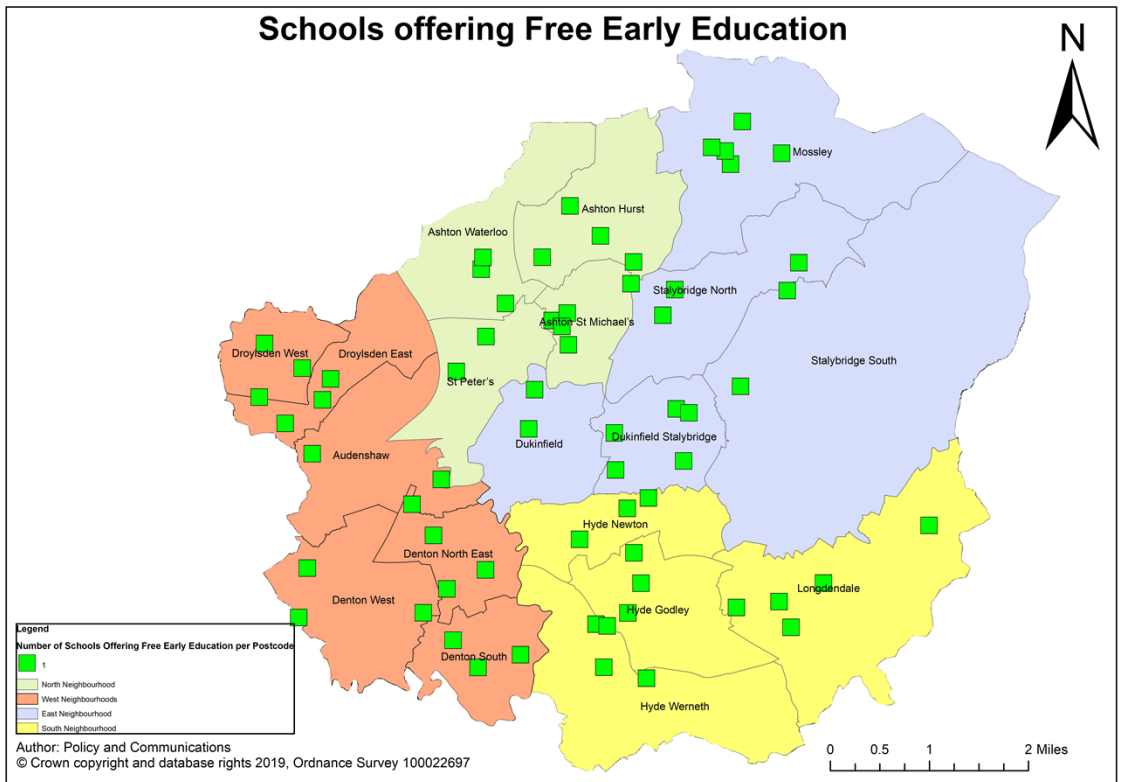 Schools offering Free Early Education
N
Mossley
Ashton Hurst
Ashton Waterloo
Stalybridge North
Ashton St Michael's
Droylsden West
Droylsden East
Stalybridge South
St Peter's
Dukinfield
Dukinfield Stalybridge
Audenshaw
Hyde Newton
Denton North East
Longdendale
Denton West
Hyde Godley
Denton South
Hyde Werneth
Legend
Number of Schools Offering Free Early Education per Postcode
1
North Neighbourhood
West Neighbourhoods
East Neighbourhood
South Neighbourhood
Author: Policy and Communications
© Crown copyright and database rights 2019, Ordnance Survey 100022697
0 0.5 1 2 Miles